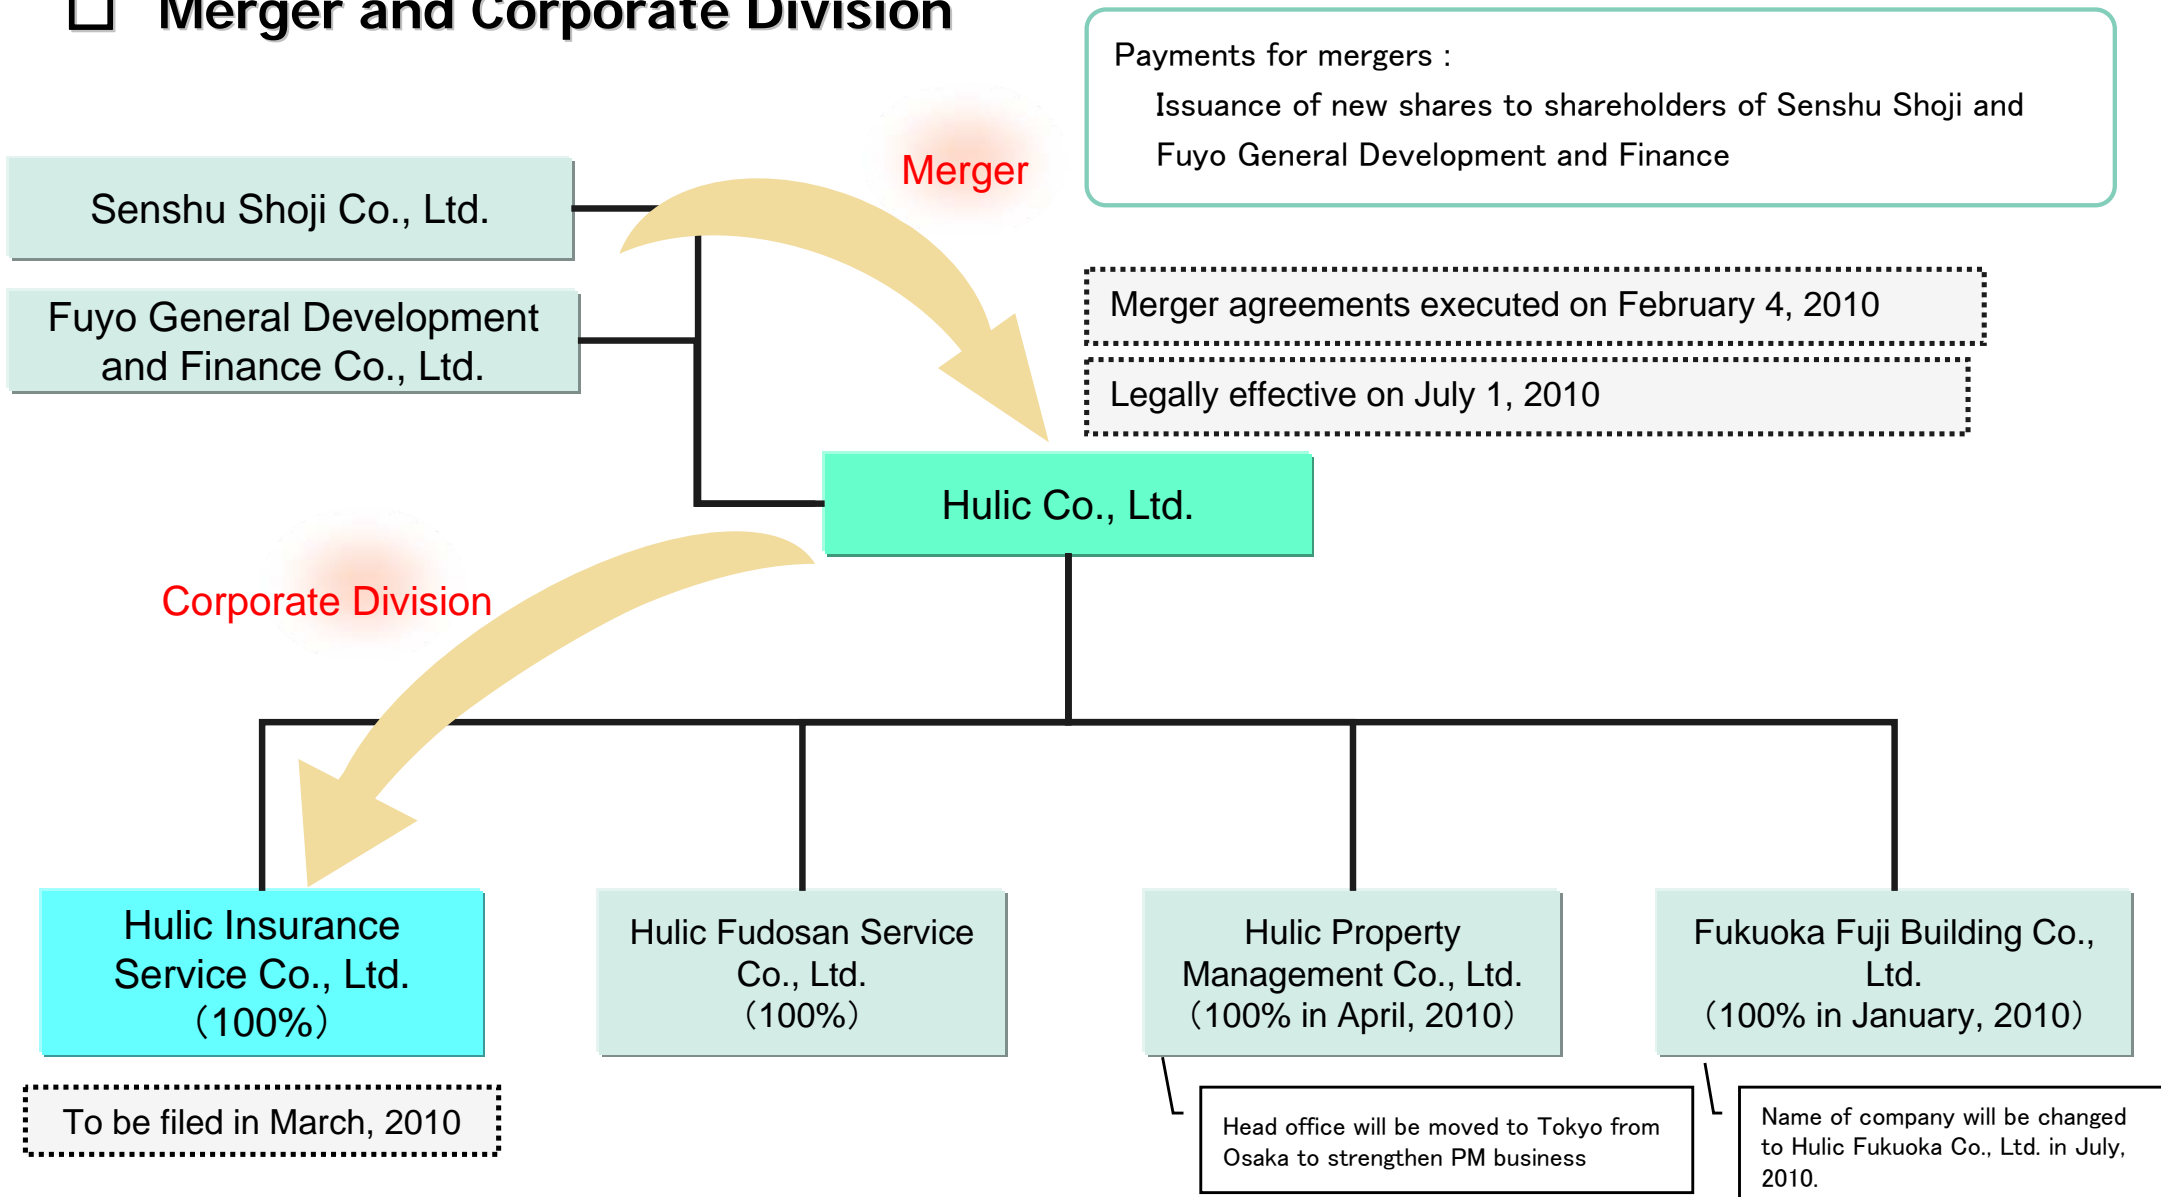 Merger and Corporate Division
Payments for mergers :
Issuance of new shares to shareholders of Senshu Shoji and
Fuyo General Development and Finance
Merger
Senshu Shoji Co., Ltd.
Fuyo General Development
and Finance Co., Ltd.
Merger agreements executed on February 4, 2010
Legally effective on July 1, 2010
Hulic Co., Ltd.
Corporate Division
Hulic Insurance
Service Co., Ltd.
（100%）
Hulic Fudosan Service
Co., Ltd.
（100%）
Hulic Property
Management Co., Ltd.
（100% in April, 2010）
Fukuoka Fuji Building Co.,
Ltd.
（100% in January, 2010）
To be filed in March, 2010
Head office will be moved to Tokyo from
Osaka to strengthen PM business
Name of company will be changed
to Hulic Fukuoka Co., Ltd. in July,
2010.